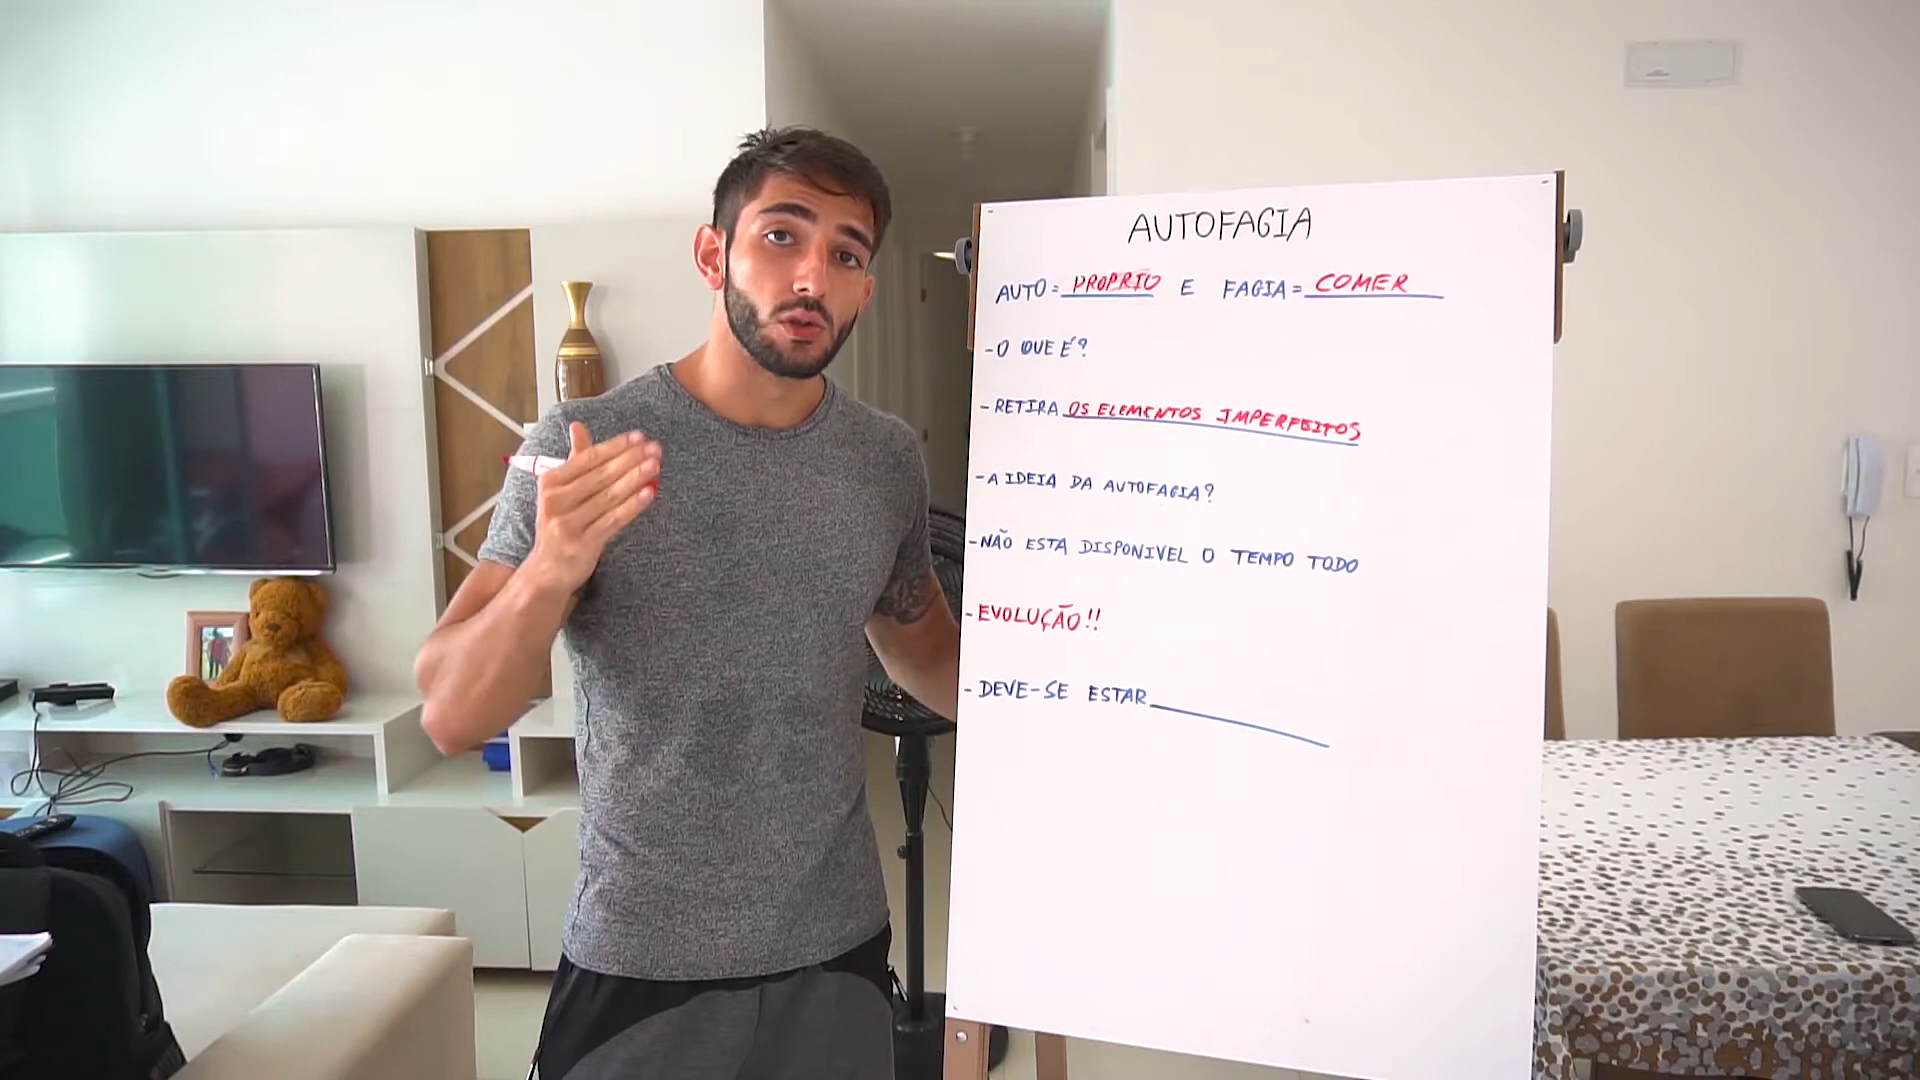 AUTOFAGIA
AUTO = PROPRIO E FAGIA = COMER
- O QUE É?
- RETIRA OS ELEMENTOS IMPERFEITOS
- A IDEIA DA AUTOFAGIA?
- NÃO ESTA DISPONIVEL O TEMPO TODO
- EVOLUÇÃO!!
- DEVE-SE ESTAR